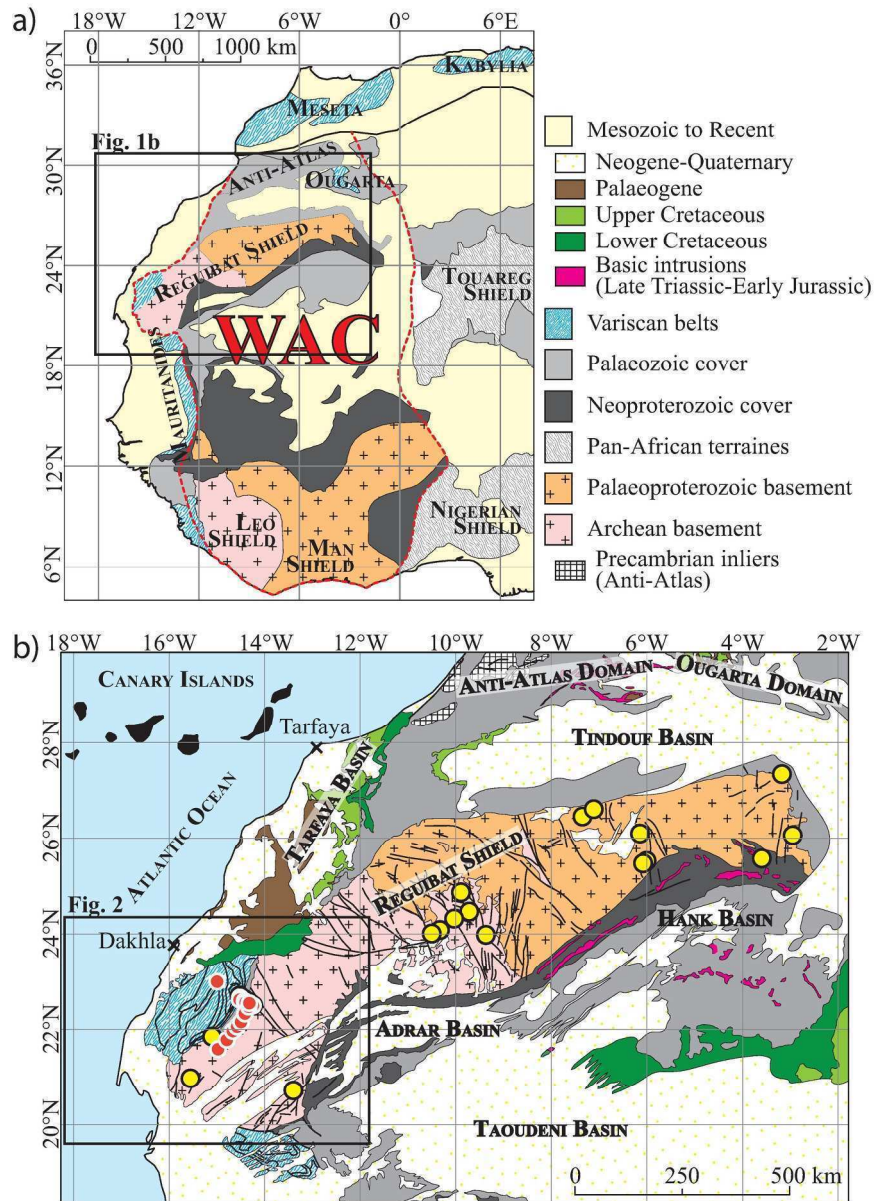 a)
18°W 12°W 6°W 0° 6°E
0 500 1000 km
36°N
30°N
24°N
18°N
12°N
6°N
KABYLIA
MESETA
Fig. 1b
ANTI-ATLAS
OUGARTA
REGUIBAT SHIELD
TOUAREG
SHIELD
WAC
MAURITANIDES
LEO
SHIELD
MAN
SHIELD
NIGERIAN
SHIELD
Mesozoic to Recent
Neogene-Quaternary
Palaeogene
Upper Cretaceous
Lower Cretaceous
Basic intrusions
(Late Triassic-Early Jurassic)
Variscan belts
Palaeozoic cover
Neoproterozoic cover
Pan-African terraines
Palaeoproterozoic basement
Archean basement
Precambrian inliers
(Anti-Atlas)
b)
18°W 16°W 14°W 12°W 10°W 8°W 6°W 4°W 2°W
28°N
26°N
24°N
22°N
20°N
CANARY ISLANDS
ANTI-ATLAS DOMAIN
OUGARTA DOMAIN
Tarfaya
TINDOUF BASIN
TARFAYA BASIN
ATLANTIC OCEAN
REGUIBAT SHIELD
Fig. 2
Dakhla
HANK BASIN
ADRAR BASIN
TAOUDENI BASIN
0 250 500 km